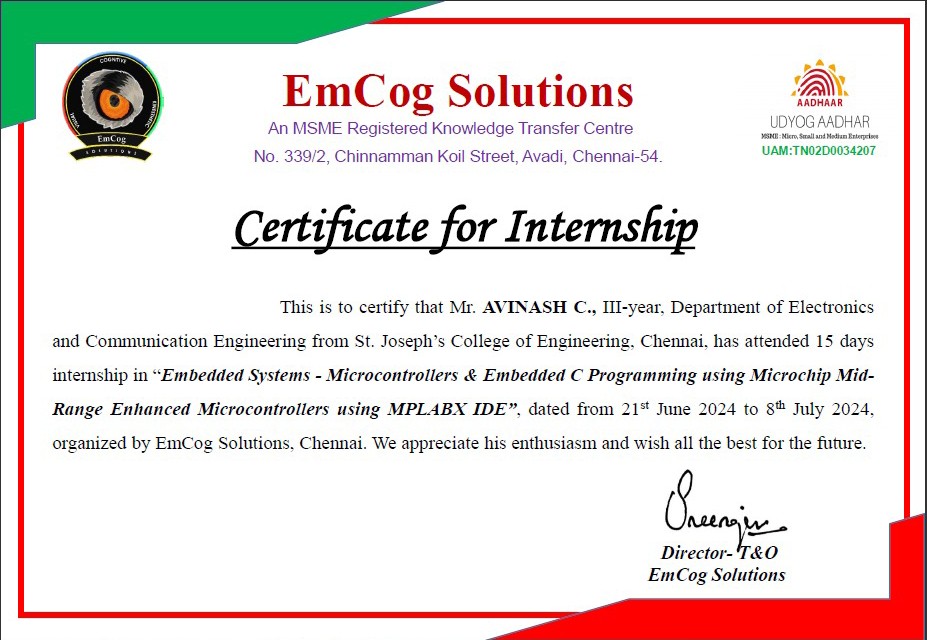 COGNITIVE
VISUAL
EmCog
SOLUTIONS
EmCog Solutions
An MSME Registered Knowledge Transfer Centre
No. 339/2, Chinnamman Koil Street, Avadi, Chennai-54.
AADHAAR
UDYOG AADHAR
MSME : Micro, Small and Medium Enterprises
UAM:TN02D0034207
Certificate for Internship
This is to certify that Mr. AVINASH C., III-year, Department of Electronics
and Communication Engineering from St. Joseph’s College of Engineering, Chennai, has attended 15 days
internship in “Embedded Systems - Microcontrollers & Embedded C Programming using Microchip Mid-
Range Enhanced Microcontrollers using MPLABX IDE”, dated from 21st June 2024 to 8th July 2024,
organized by EmCog Solutions, Chennai. We appreciate his enthusiasm and wish all the best for the future.
Director- T&O
EmCog Solutions